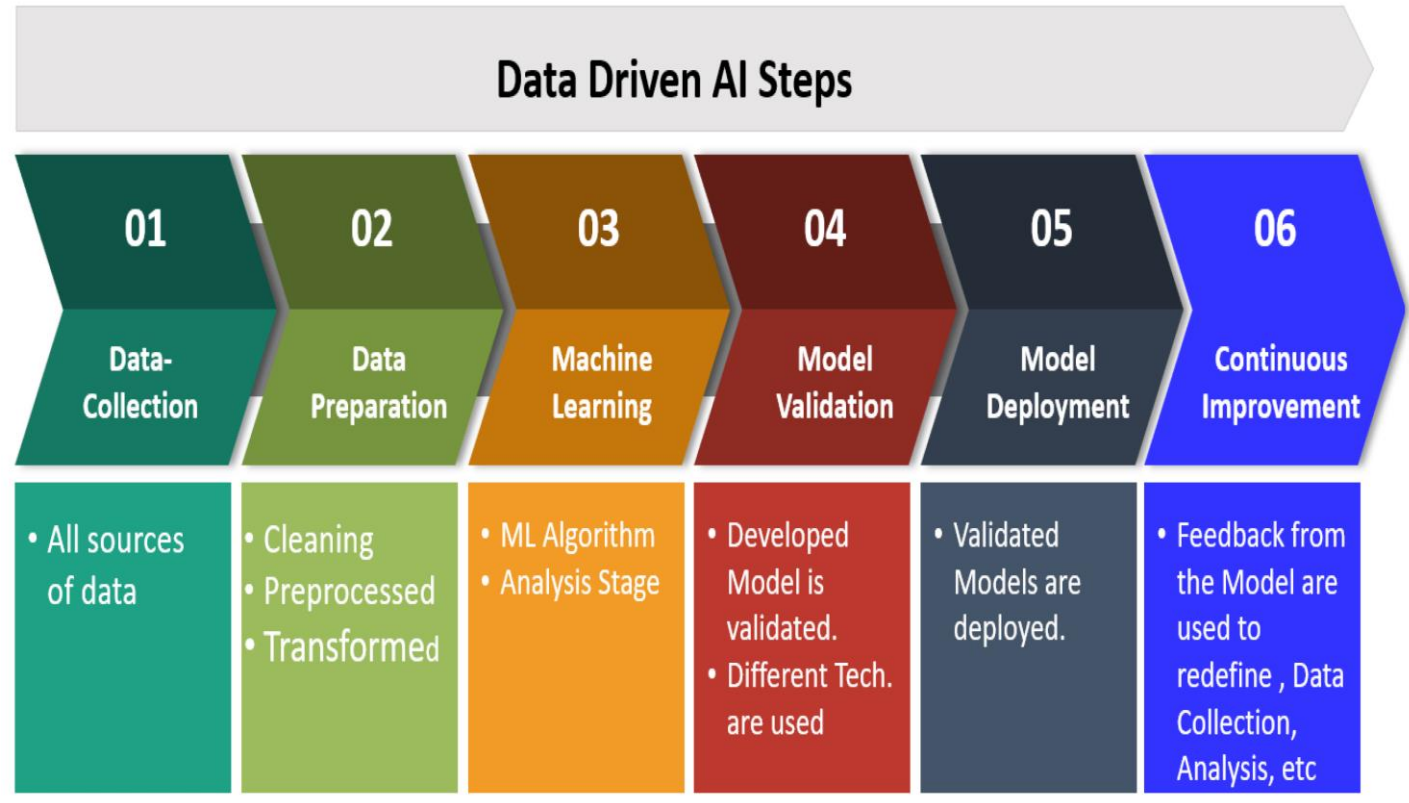 Data Driven AI Steps
01
Data-
Collection
• All sources
of data
02
Data
Preparation
• Cleaning
• Preprocessed
• Transformed
03
Machine
Learning
• ML Algorithm
• Analysis Stage
04
Model
Validation
• Developed
Model is
validated.
• Different Tech.
are used
05
Model
Deployment
• Validated
Models are
deployed.
06
Continuous
Improvement
• Feedback from
the Model are
used to
redefine , Data
Collection,
Analysis, etc